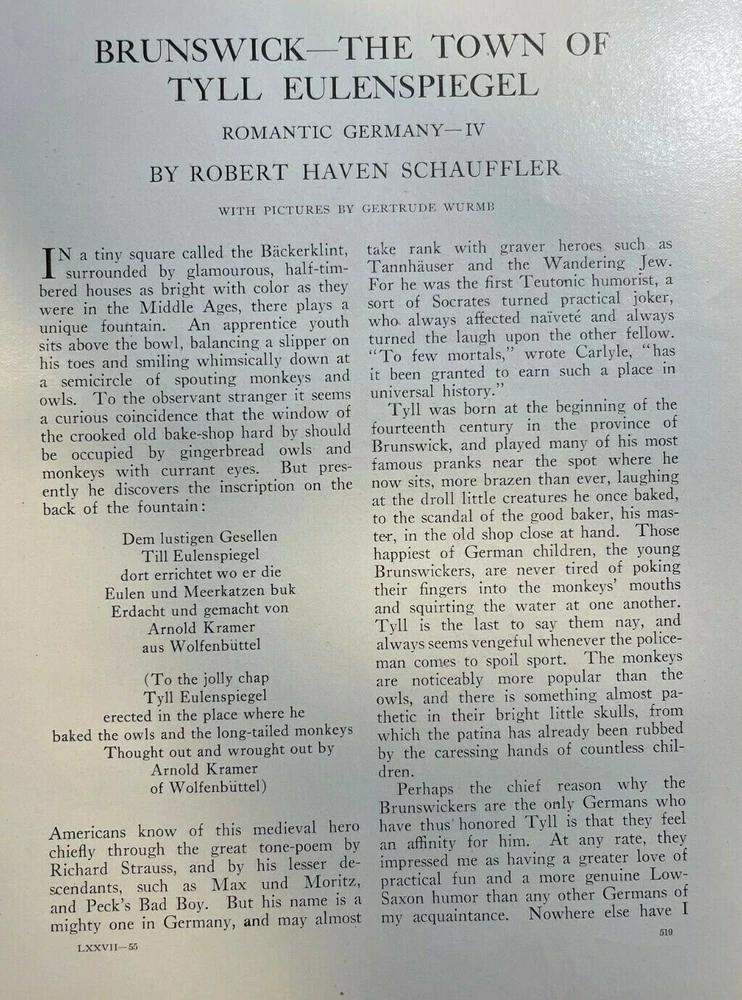 BRUNSWICK—THE TOWN OF
TYLL EULENSPIEGEL
ROMANTIC GERMANY—IV
BY ROBERT HAVEN SCHAUFFLER
WITH PICTURES BY GERTRUDE WURMB
IN a tiny square called the Bäckerklint,
surrounded by glamourous, half-tim-
bered houses as bright with color as they
were in the Middle Ages, there plays a
unique fountain. An apprentice youth
sits above the bowl, balancing a slipper on
his toes and smiling whimsically down at
a semicircle of spouting monkeys and
owls. To the observant stranger it seems
a curious coincidence that the window of
the crooked old bake-shop hard by should
be occupied by gingerbread owls and
monkeys with currant eyes. But pres-
ently he discovers the inscription on the
back of the fountain:
Dem lustigen Gesellen
Till Eulenspiegel
dort errichtet wo er die
Eulen und Meerkatzen buk
Erdacht und gemacht von
Arnold Kramer
aus Wolfenbüttel
(To the jolly chap
Tyll Eulenspiegel
erected in the place where he
baked the owls and the long-tailed monkeys
Thought out and wrought out by
Arnold Kramer
of Wolfenbüttel)
Americans know of this medieval hero
chiefly through the great tone-poem by
Richard Strauss, and by his lesser de-
scendants, such as Max und Moritz,
and Peck's Bad Boy. But his name is a
mighty one in Germany, and may almost
LXXVII—55
take rank with graver heroes such as
Tannhäuser and the Wandering Jew.
For he was the first Teutonic humorist, a
sort of Socrates turned practical joker,
who always affected naïveté and always
turned the laugh upon the other fellow.
"To few mortals," wrote Carlyle, "has
it been granted to earn such a place in
universal history."
Tyll was born at the beginning of the
fourteenth century in the province of
Brunswick, and played many of his most
famous pranks near the spot where he
now sits, more brazen than ever, laughing
at the droll little creatures he once baked,
to the scandal of the good baker, his mas-
ter, in the old shop close at hand. Those
happiest of German children, the young
Brunswickers, are never tired of poking
their fingers into the monkeys' mouths
and squirting the water at one another.
Tyll is the last to say them nay, and
always seems vengeful whenever the police-
man comes to spoil sport. The monkeys
are noticeably more popular than the
owls, and there is something almost pa-
thetic in their bright little skulls, from
which the patina has already been rubbed
by the caressing hands of countless chil-
dren.
Perhaps the chief reason why the
Brunswickers are the only Germans who
have thus honored Tyll is that they feel
an affinity for him. At any rate, they
impressed me as having a greater love of
practical fun and a more genuine Low-
Saxon humor than any other Germans of
my acquaintance. Nowhere else have I
519